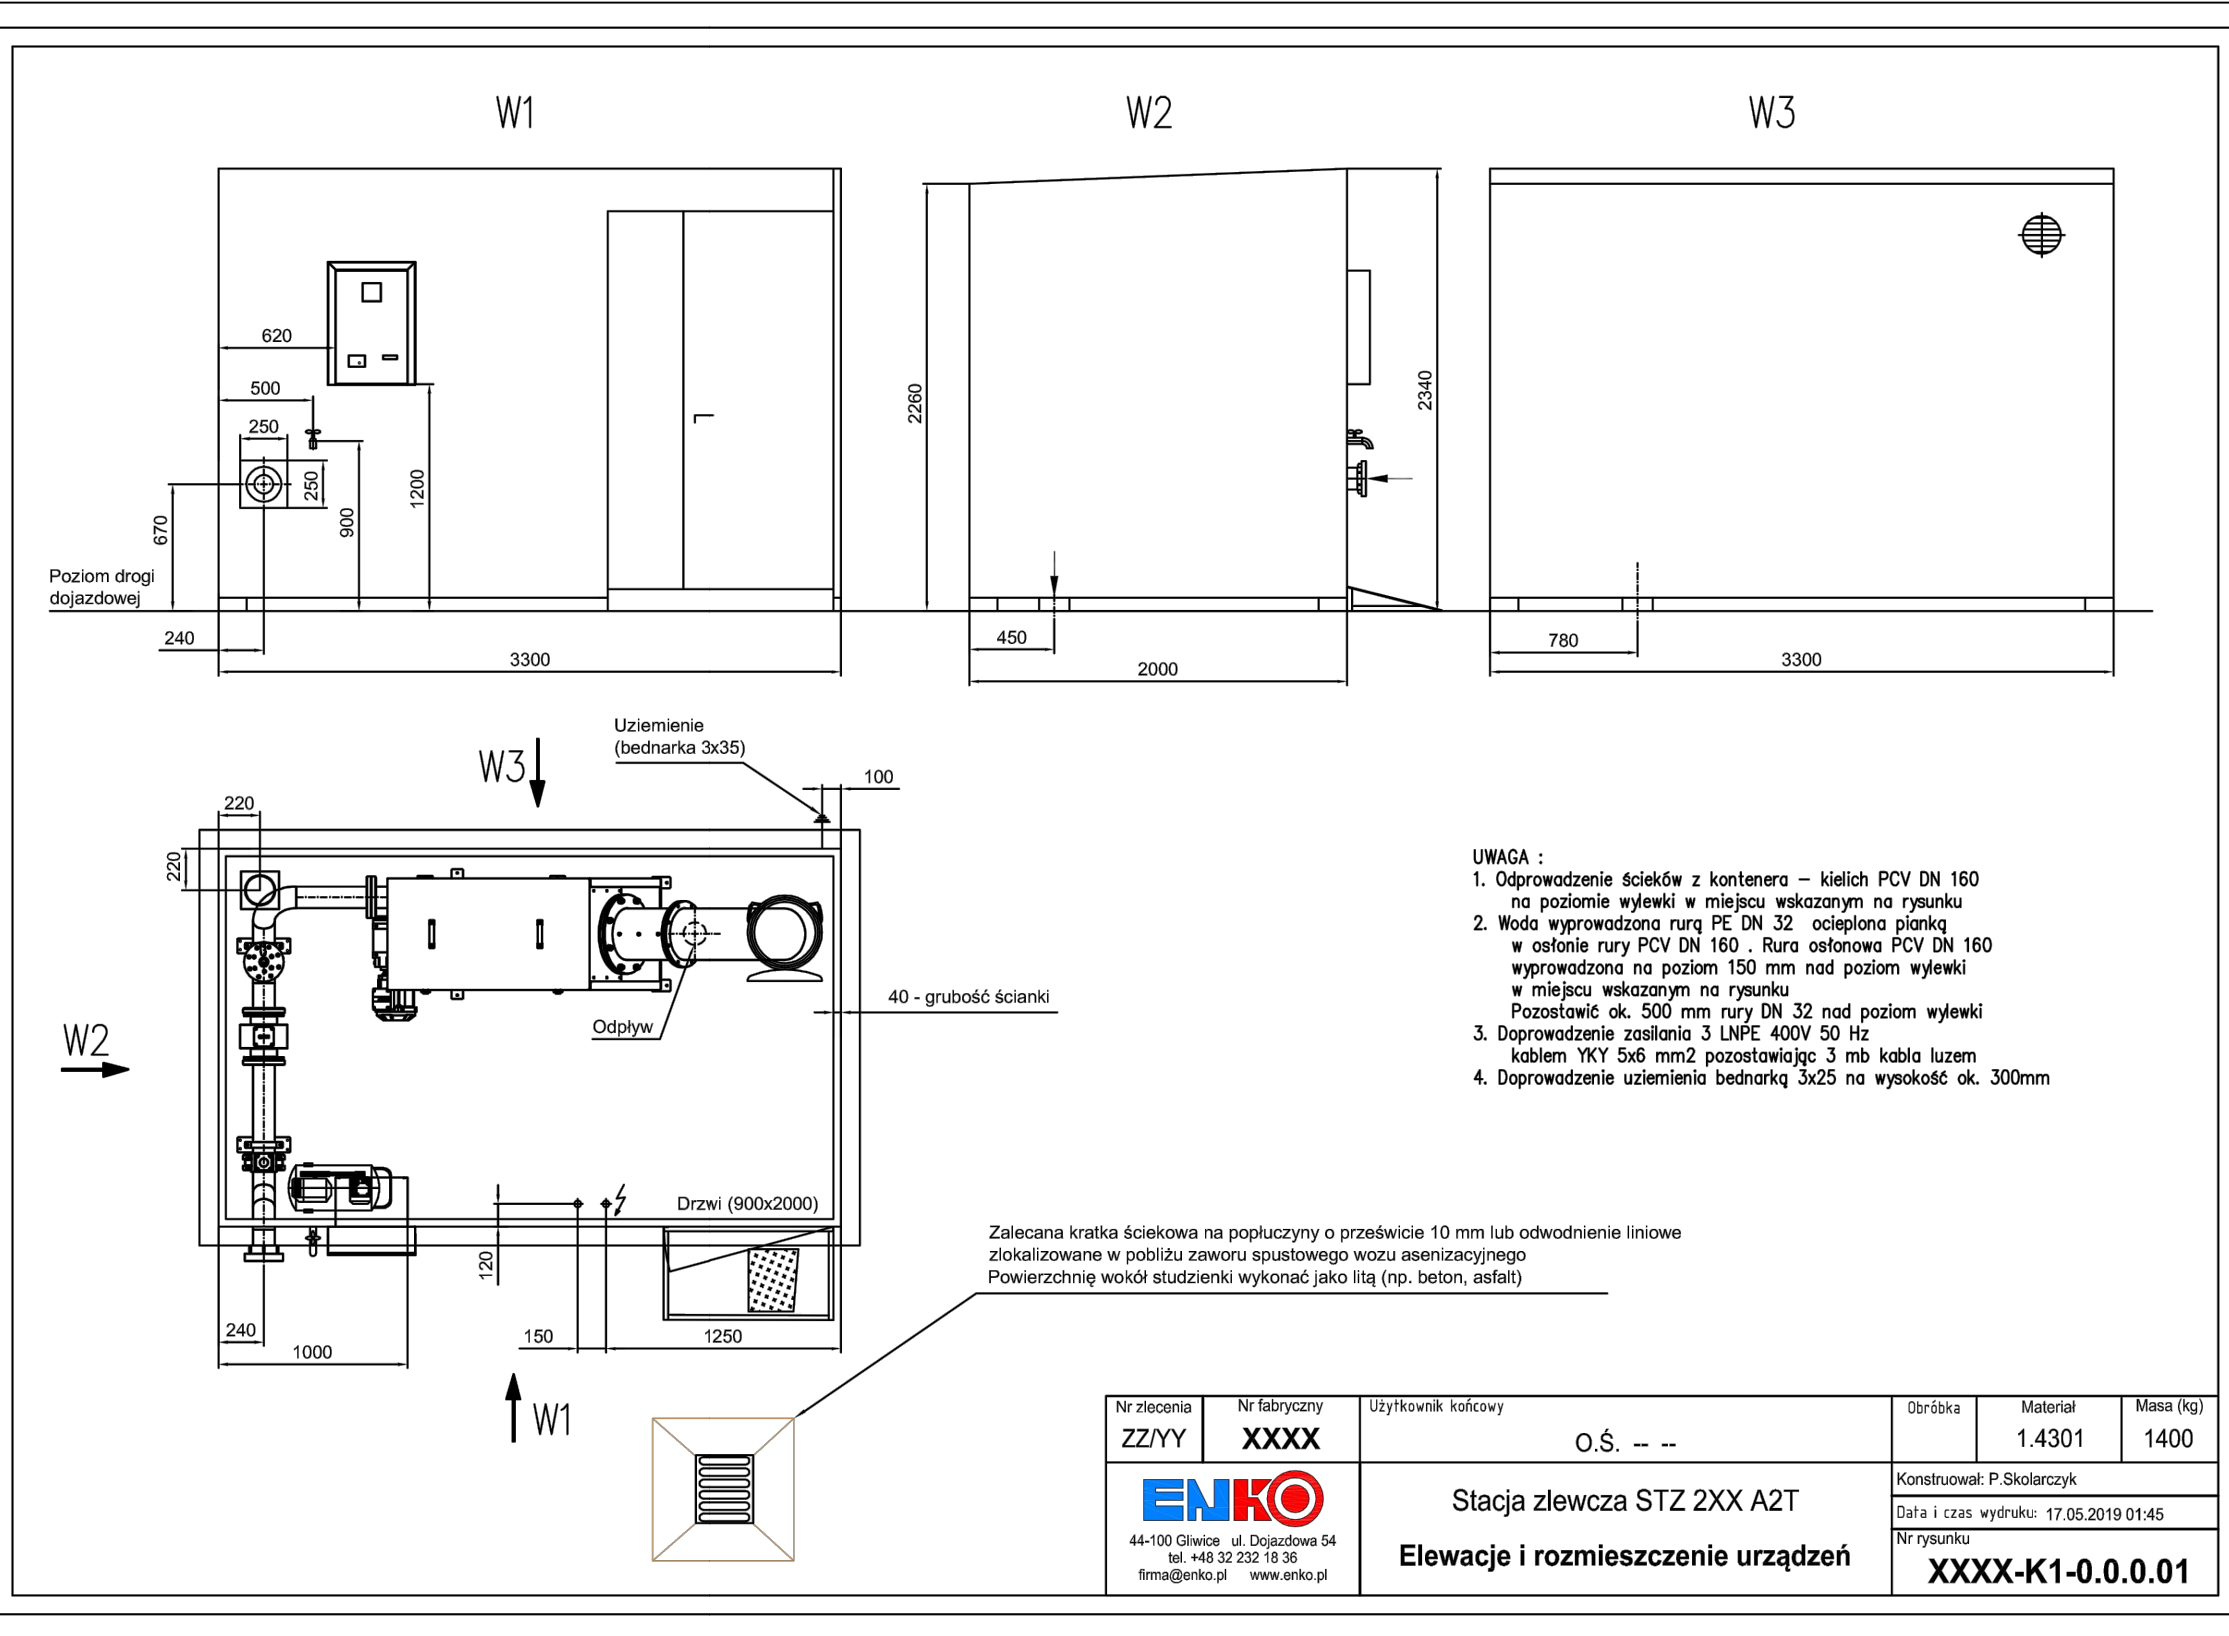 W1
W2
W3
620
500
250
250
670
900
1200
Poziom drogi
dojazdowej
240
3300
2260
2340
450
2000
780
3300
Uziemienie
(bednarka 3x35)
W3
100
220
220
40 - grubość ścianki
Odpływ
W2
Drzwi (900x2000)
120
240
1000
150
1250
W1
UWAGA :
1. Odprowadzenie ścieków z kontenera – kielich PCV DN 160
na poziomie wylewki w miejscu wskazanym na rysunku
2. Woda wyprowadzona rurą PE DN 32 ocieplona pianką
w osłonie rury PCV DN 160 . Rura osłonowa PCV DN 160
wyprowadzona na poziom 150 mm nad poziom wylewki
w miejscu wskazanym na rysunku
Pozostawić ok. 500 mm rury DN 32 nad poziom wylewki
3. Doprowadzenie zasilania 3 LNPE 400V 50 Hz
kablem YKY 5x6 mm2 pozostawiając 3 mb kabla luzem
4. Doprowadzenie uziemienia bednarką 3x25 na wysokość ok. 300mm
Zalecana kratka ściekowa na popłuczyny o prześwicie 10 mm lub odwodnienie liniowe
zlokalizowane w pobliżu zaworu spustowego wozu asenizacyjnego
Powierzchnię wokół studzienki wykonać jako litą (np. beton, asfalt)
Nr zlecenia
ZZ/YY
Nr fabryczny
XXXX
Użytkownik końcowy
O.Ś. -- --
Obróbka
Materiał
1.4301
Masa (kg)
1400
ENKO
44-100 Gliwice ul. Dojazdowa 54
tel. +48 32 232 18 36
firma@enko.pl www.enko.pl
Stacja zlewcza STZ 2XX A2T
Elewacje i rozmieszczenie urządzeń
Konstruował: P.Skolarczyk
Data i czas wydruku: 17.05.2019 01:45
Nr rysunku
XXXX-K1-0.0.0.01